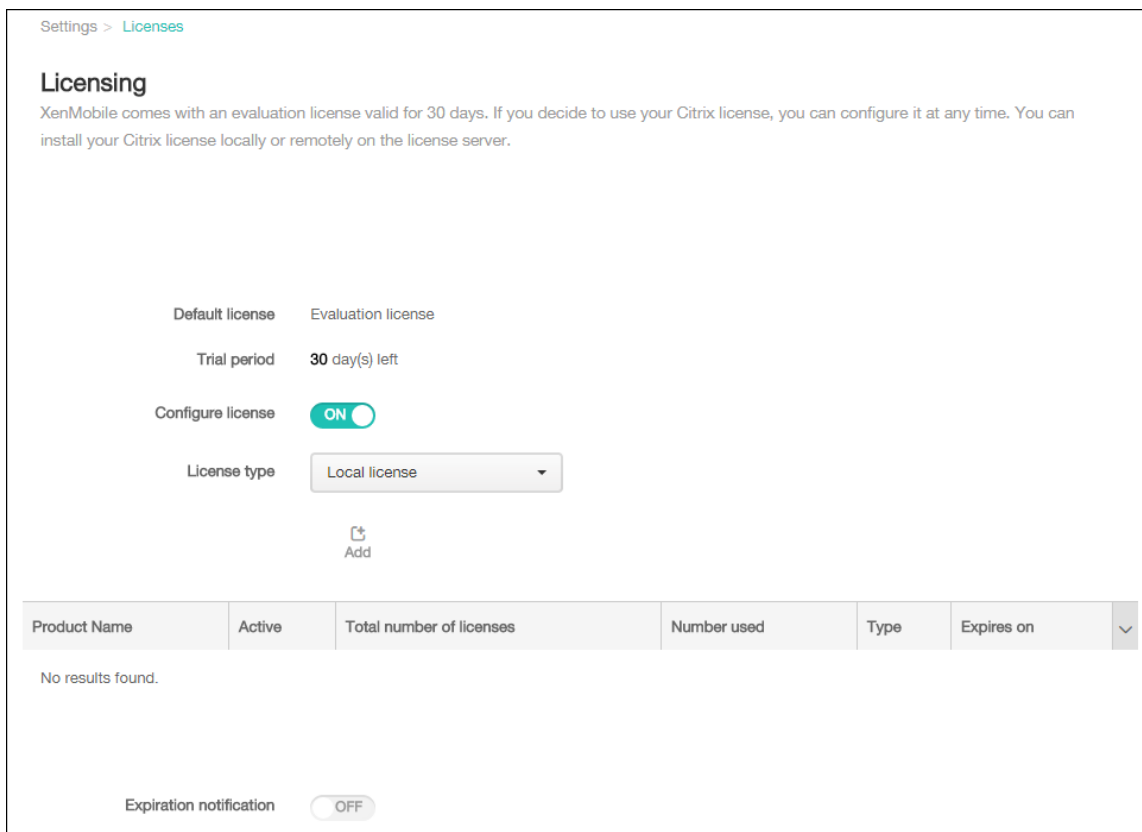 Settings > Licenses
Licensing
XenMobile comes with an evaluation license valid for 30 days. If you decide to use your Citrix license, you can configure it at any time. You can
install your Citrix license locally or remotely on the license server.
Default license Evaluation license
Trial period 30 day(s) left
Configure license ON
License type Local license
Add
Product Name Active Total number of licenses Number used Type Expires on
No results found.
Expiration notification OFF